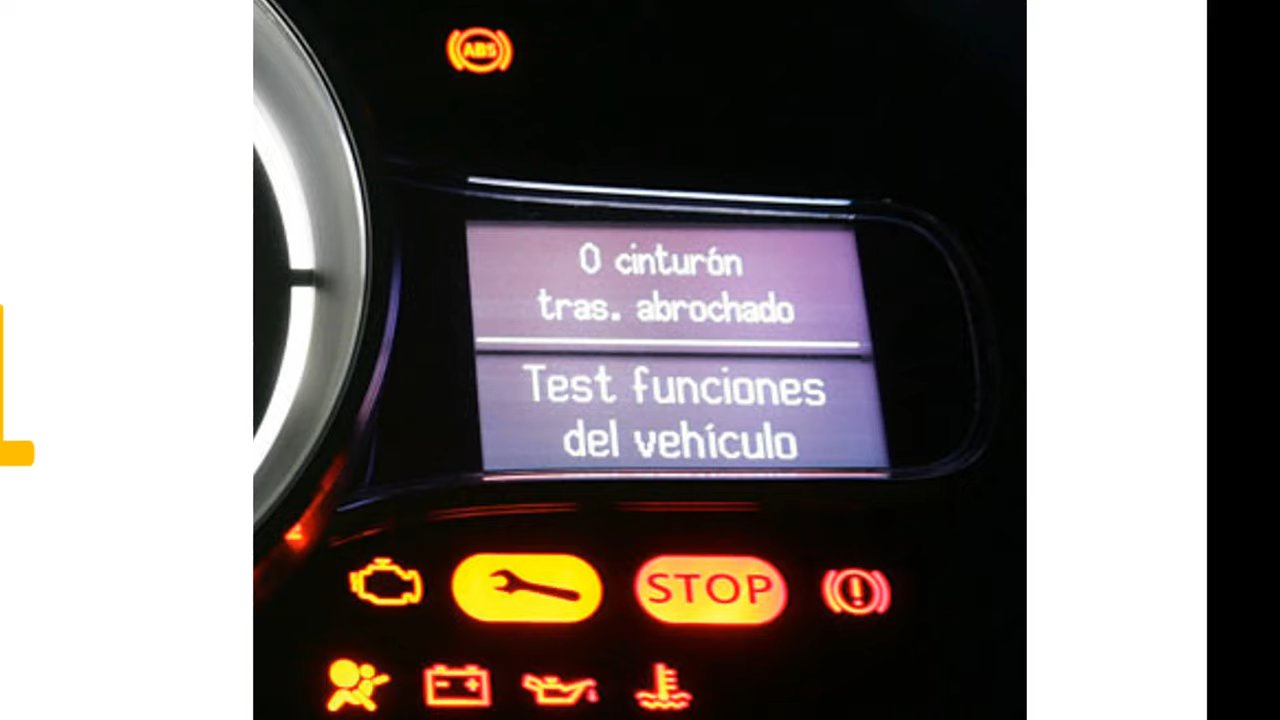 ABS
0 cinturón
tras. abrochado
Test funciones
del vehículo
STOP